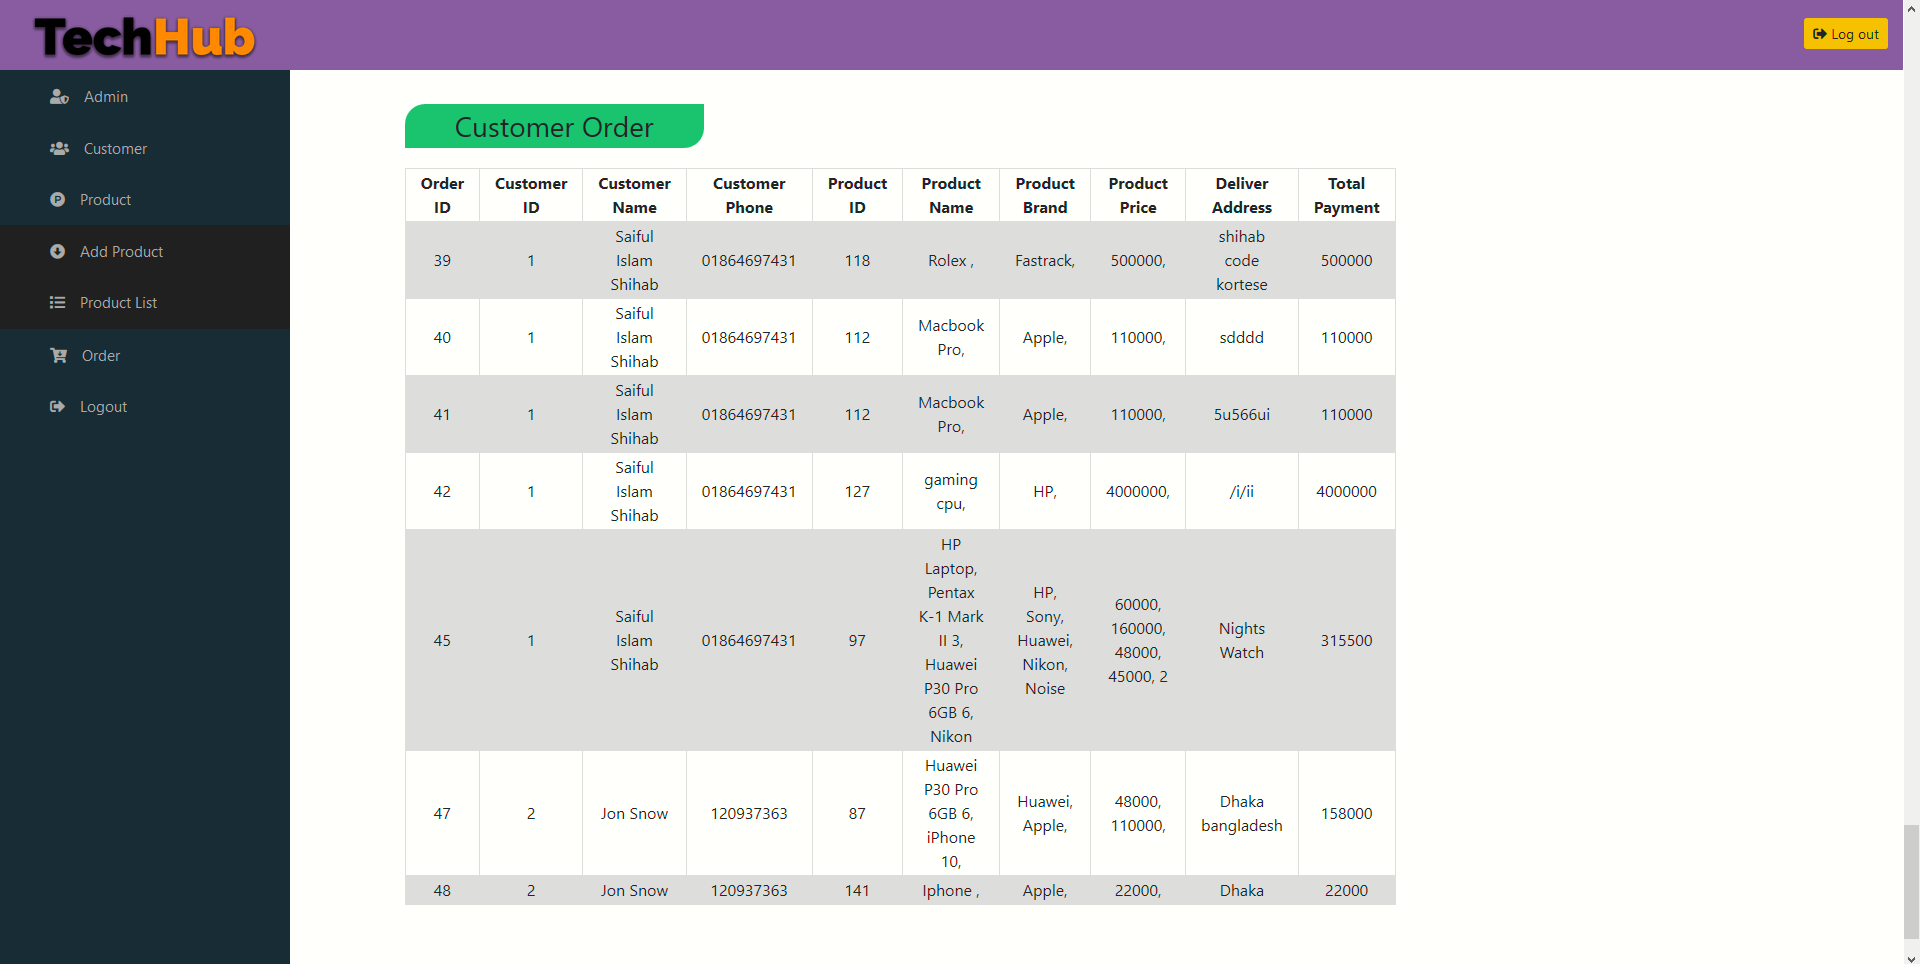 TechHub
Log out
Admin
Customer
Product
Add Product
Product List
Order
Logout
Customer Order
Order ID Customer ID Customer Name Customer Phone Product ID Product Name Product Brand Product Price Deliver Address Total Payment
39 1 Saiful Islam Shihab 01864697431 118 Rolex , Fastrack, 500000, shihab code kortese 500000
40 1 Saiful Islam Shihab 01864697431 112 Macbook Pro, Apple, 110000, sdddd 110000
41 1 Saiful Islam Shihab 01864697431 112 Macbook Pro, Apple, 110000, 5u566ui 110000
42 1 Saiful Islam Shihab 01864697431 127 gaming cpu, HP, 4000000, /i/ii 4000000
45 1 Saiful Islam Shihab 01864697431 97 HP Laptop, Pentax K-1 Mark II 3, Huawei P30 Pro 6GB 6, Nikon HP, Sony, Huawei, Nikon, Noise 60000, 160000, 48000, 45000, 2 Nights Watch 315500
47 2 Jon Snow 120937363 87 Huawei P30 Pro 6GB 6, iPhone 10, Huawei, Apple, 48000, 110000, Dhaka bangladesh 158000
48 2 Jon Snow 120937363 141 Iphone , Apple, 22000, Dhaka 22000